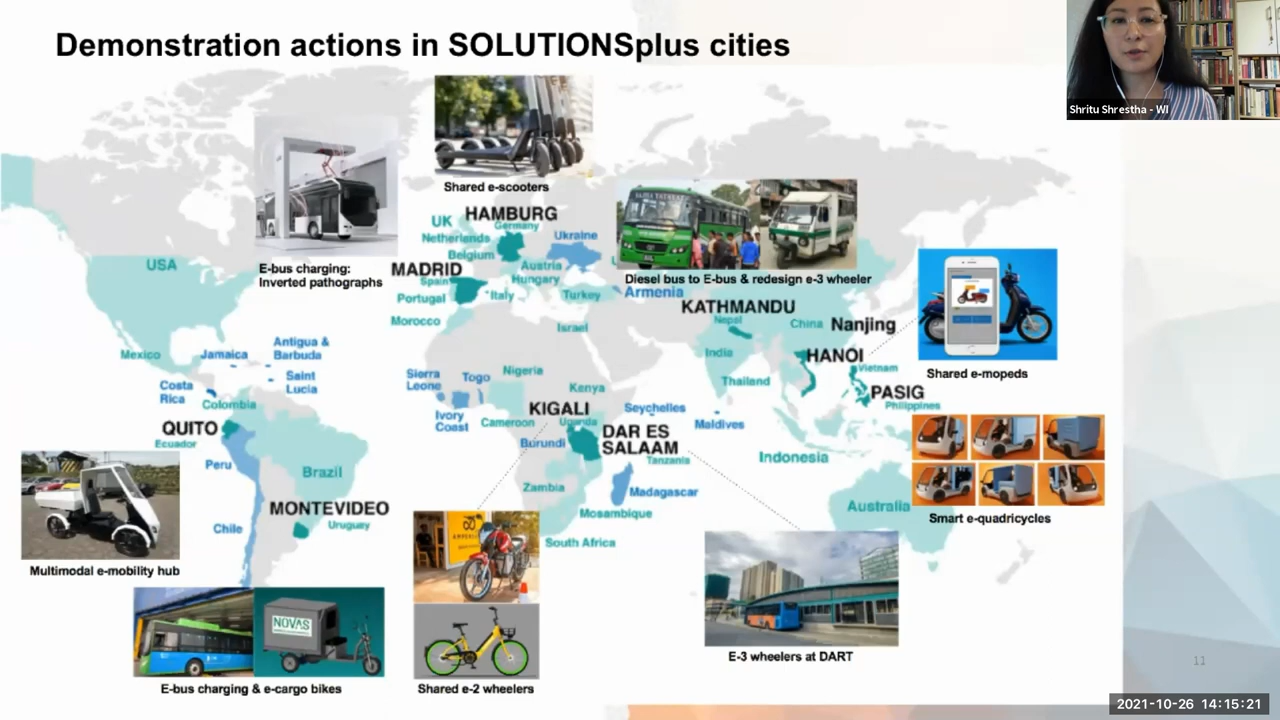 Demonstration actions in SOLUTIONSplus cities
Shritu Shrestha - WI
Shared e-scooters
UK
HAMBURG
Germany
Netherlands
Ukraine
Belgium
USA
E-bus charging:
Inverted pathographs
MADRID
Spain
Austria
Hungary
Portugal
Italy
Turkey
Morocco
Israel
SAJHA YATAYAT
Diesel bus to E-bus & redesign e-3 wheeler
Armenia
KATHMANDU
Nepal
China
Nanjing
India
HANOI
Vietnam
Thailand
PASIG
Philippines
Shared e-mopeds
Mexico
Jamaica
Antigua &
Barbuda
Saint
Lucia
Costa
Rica
Colombia
Sierra
Leone
Togo
Nigeria
Kenya
Ivory
Coast
Cameroon
KIGALI
Uganda
Seychelles
Maldives
QUITO
Ecuador
Burundi
DAR ES
SALAAM
Tanzania
Indonesia
Peru
Brazil
Zambia
Madagascar
Mozambique
Australia
Smart e-quadricycles
MONTEVIDEO
Uruguay
Chile
South Africa
Multimodal e-mobility hub
NOVAS
E-bus charging & e-cargo bikes
Shared e-2 wheelers
E-3 wheelers at DART
11
2021-10-26 14:15:21